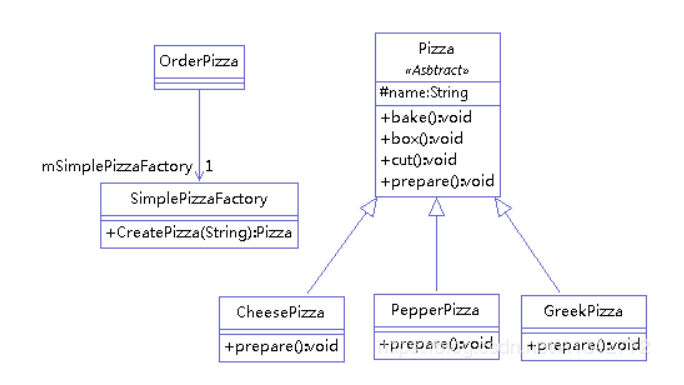 OrderPizza
mSimplePizzaFactory 1
SimplePizzaFactory
+CreatePizza(String):Pizza
Pizza
«Asbtract»
#name:String
+bake():void
+box():void
+cut():void
+prepare():void
CheesePizza
+prepare():void
PepperPizza
+prepare():void
GreekPizza
+prepare():void